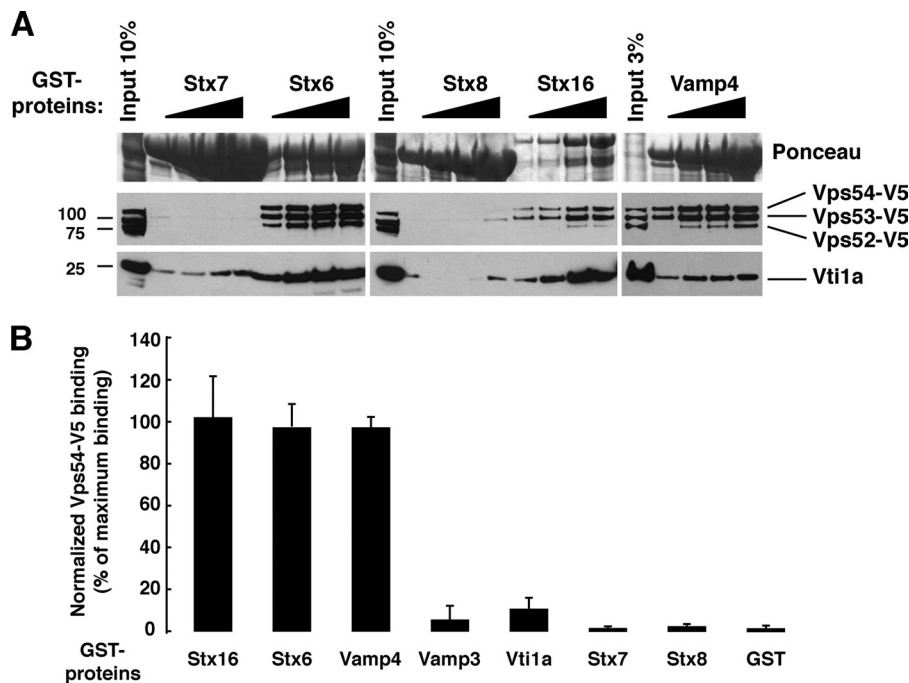 A
GST-
proteins:
Input 10%
Stx7
Stx6
Input 10%
Stx8
Stx16
Input 3%
Vamp4
Ponceau
100
75
25
Vps54-V5
Vps53-V5
Vps52-V5
Vti1a
B
Normalized Vps54-V5 binding
(% of maximum binding)
140
120
100
80
60
40
20
0
GST-
proteins
Stx16
Stx6
Vamp4
Vamp3
Vti1a
Stx7
Stx8
GST